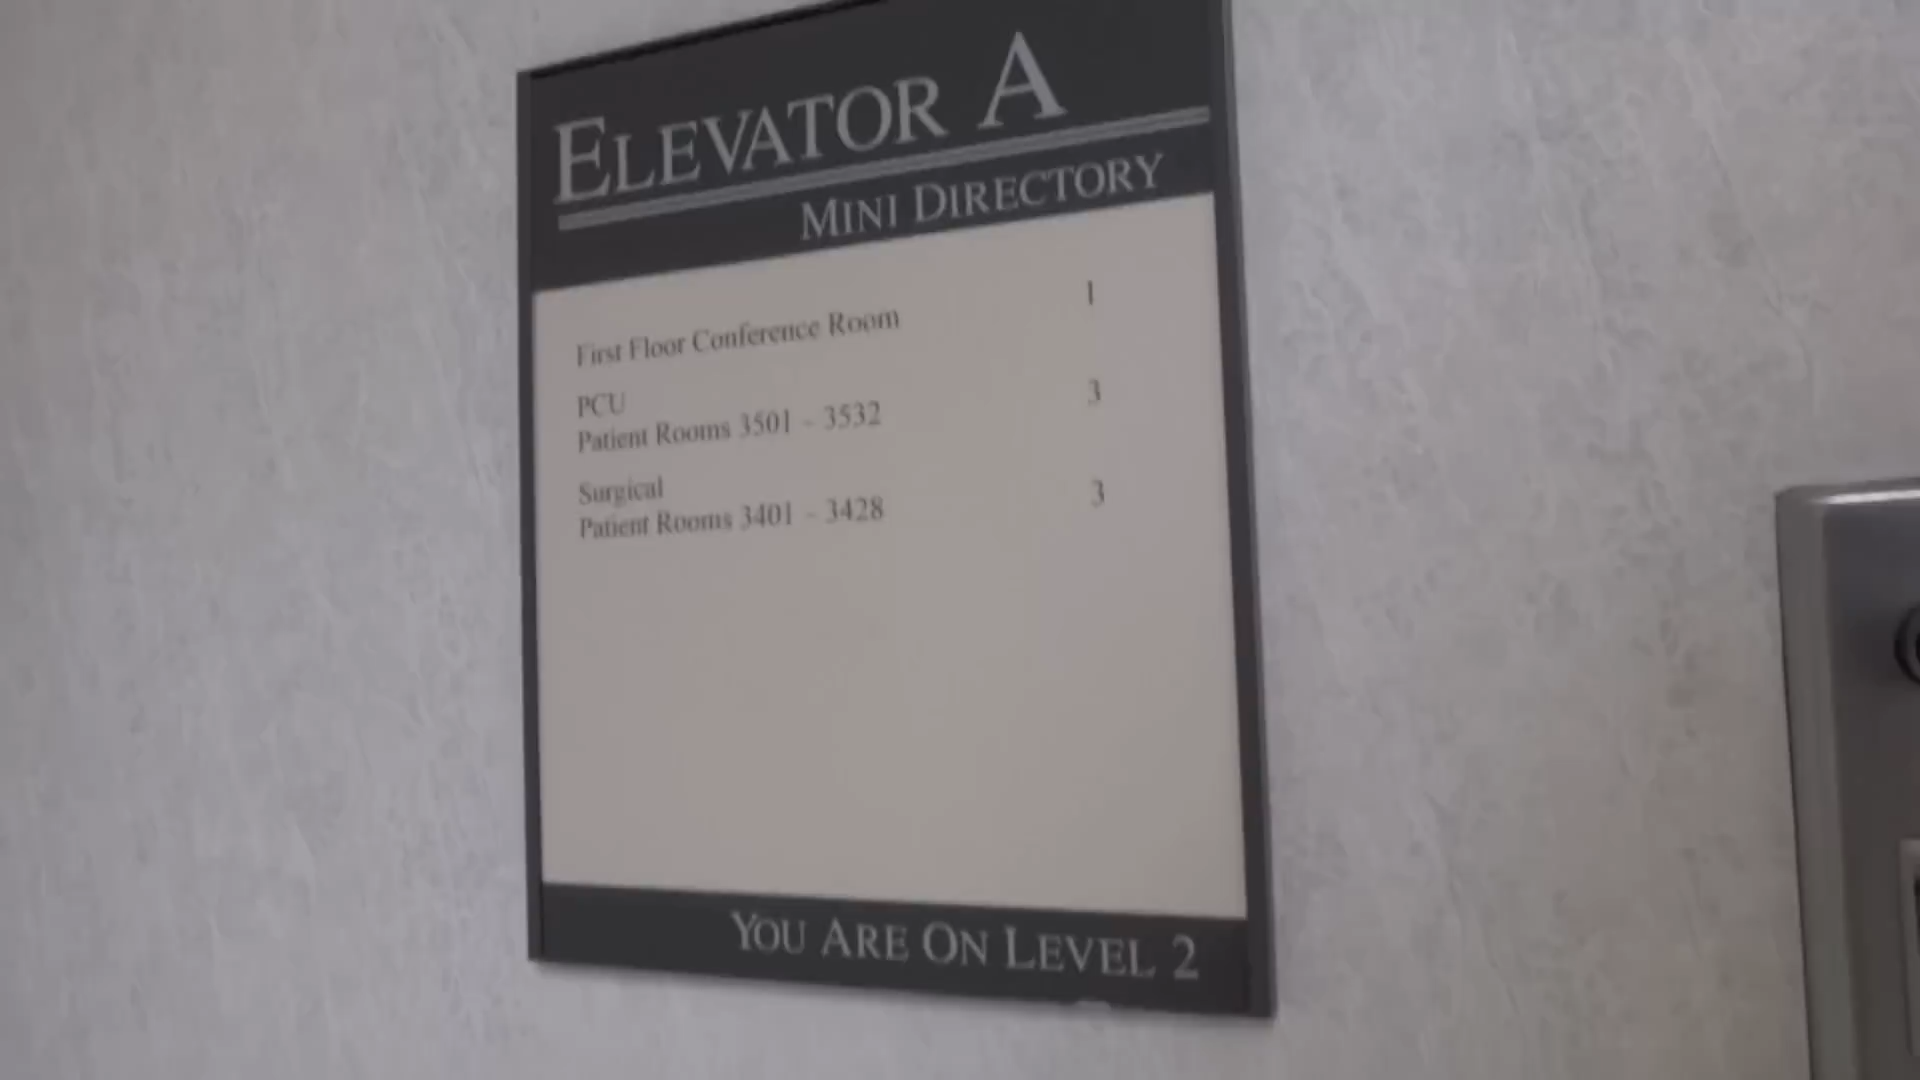 ELEVATOR A
MINI DIRECTORY
First Floor Conference Room 1
PCU 3
Patient Rooms 3501 - 3532
Surgical 3
Patient Rooms 3401 - 3428
YOU ARE ON LEVEL 2